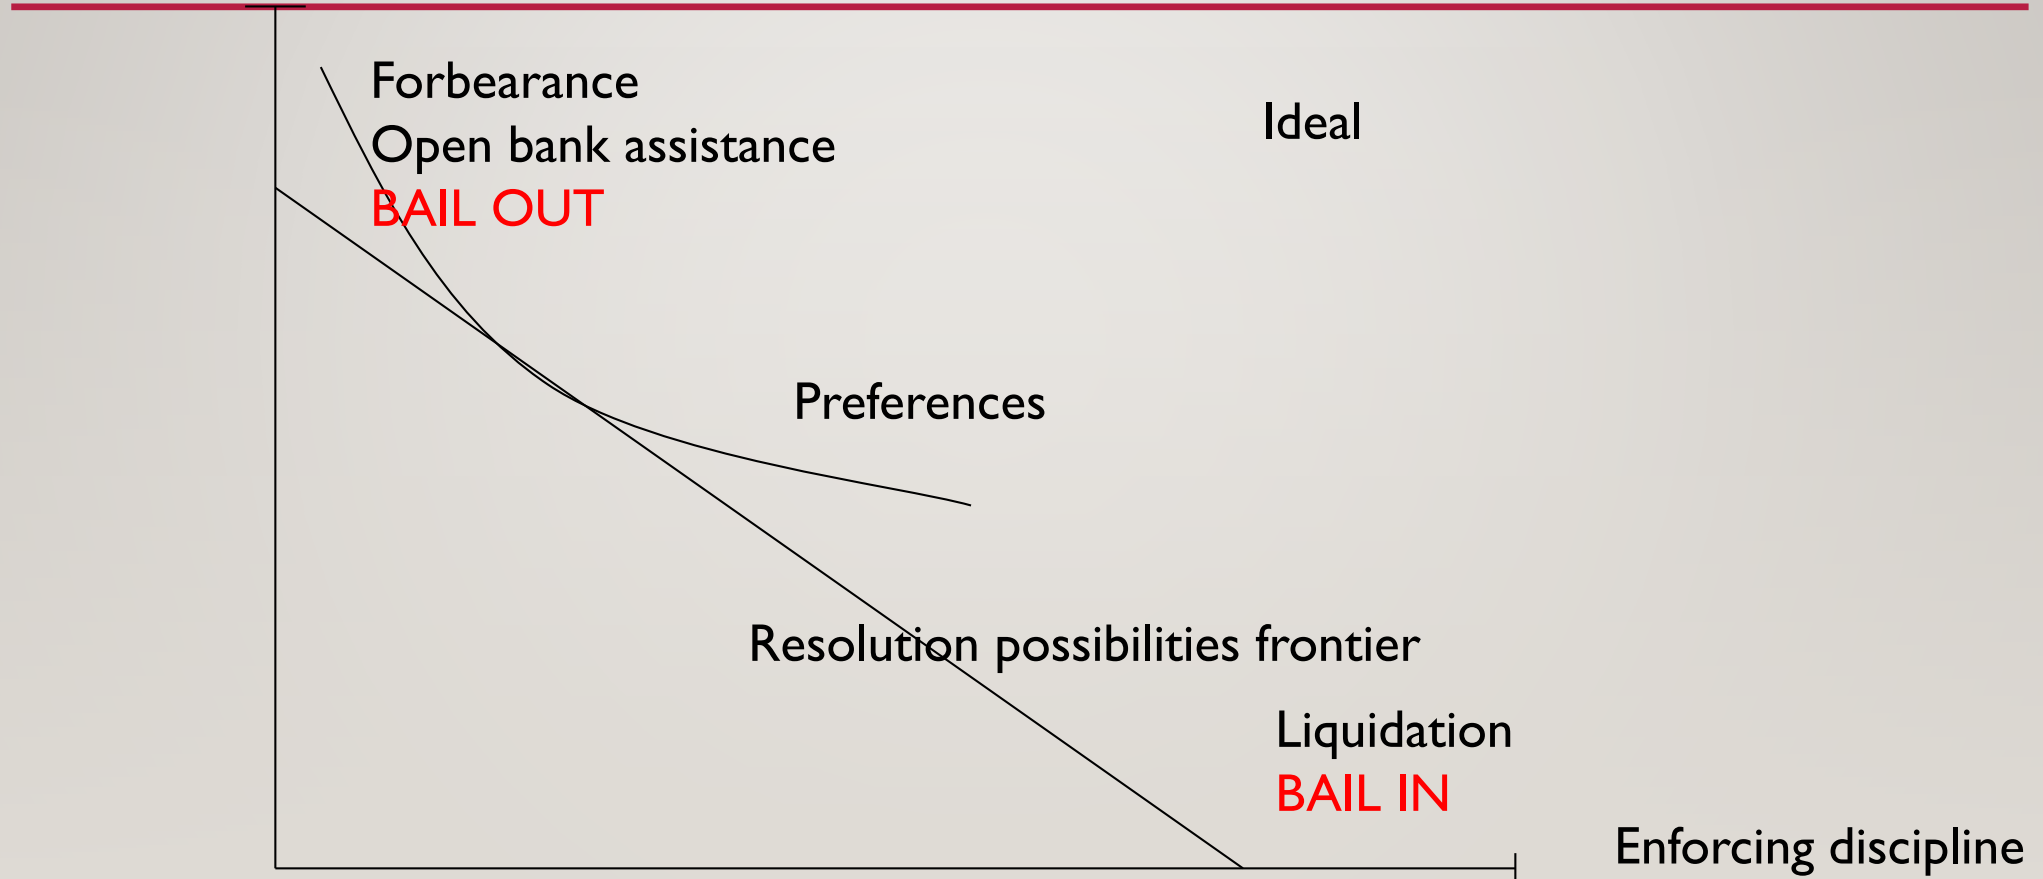 Forbearance
Open bank assistance
BAIL OUT
Ideal
Preferences
Resolution possibilities frontier
Liquidation
BAIL IN
Enforcing discipline